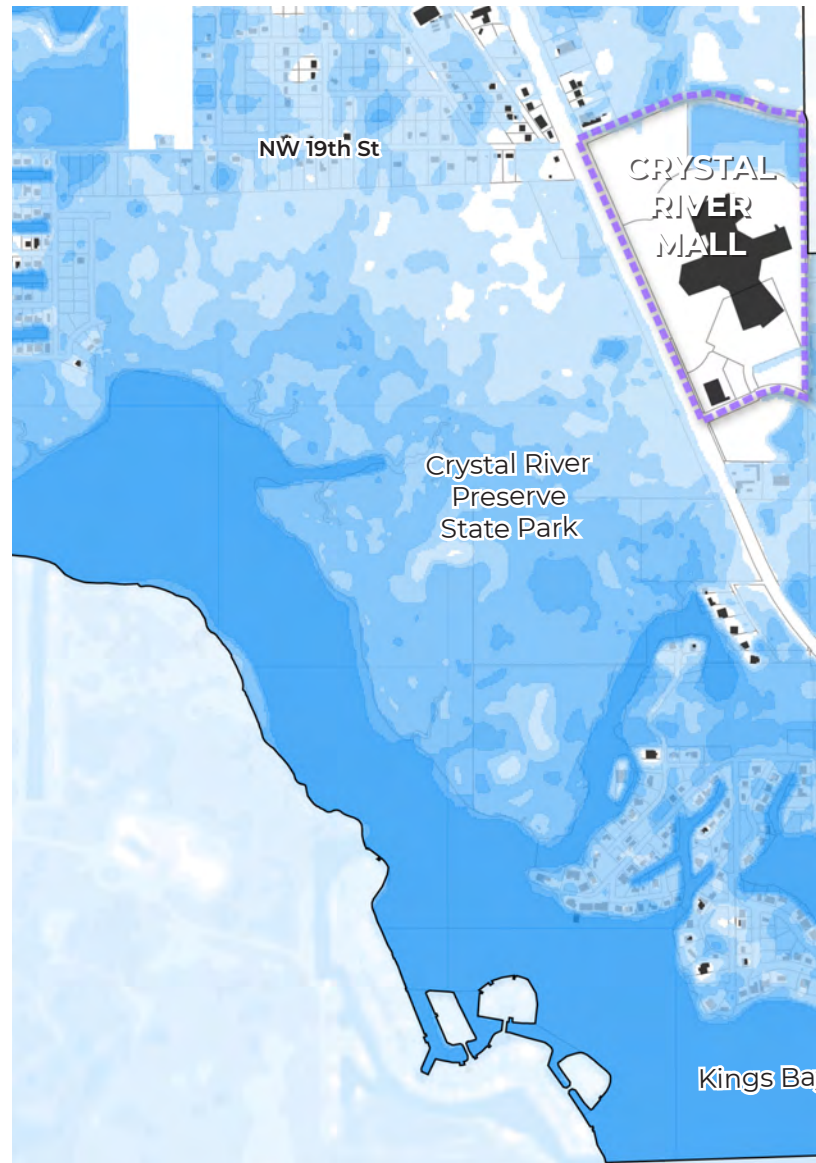 NW 19th St
CRYSTAL
RIVER
MALL
Crystal River
Preserve
State Park
Kings Ba